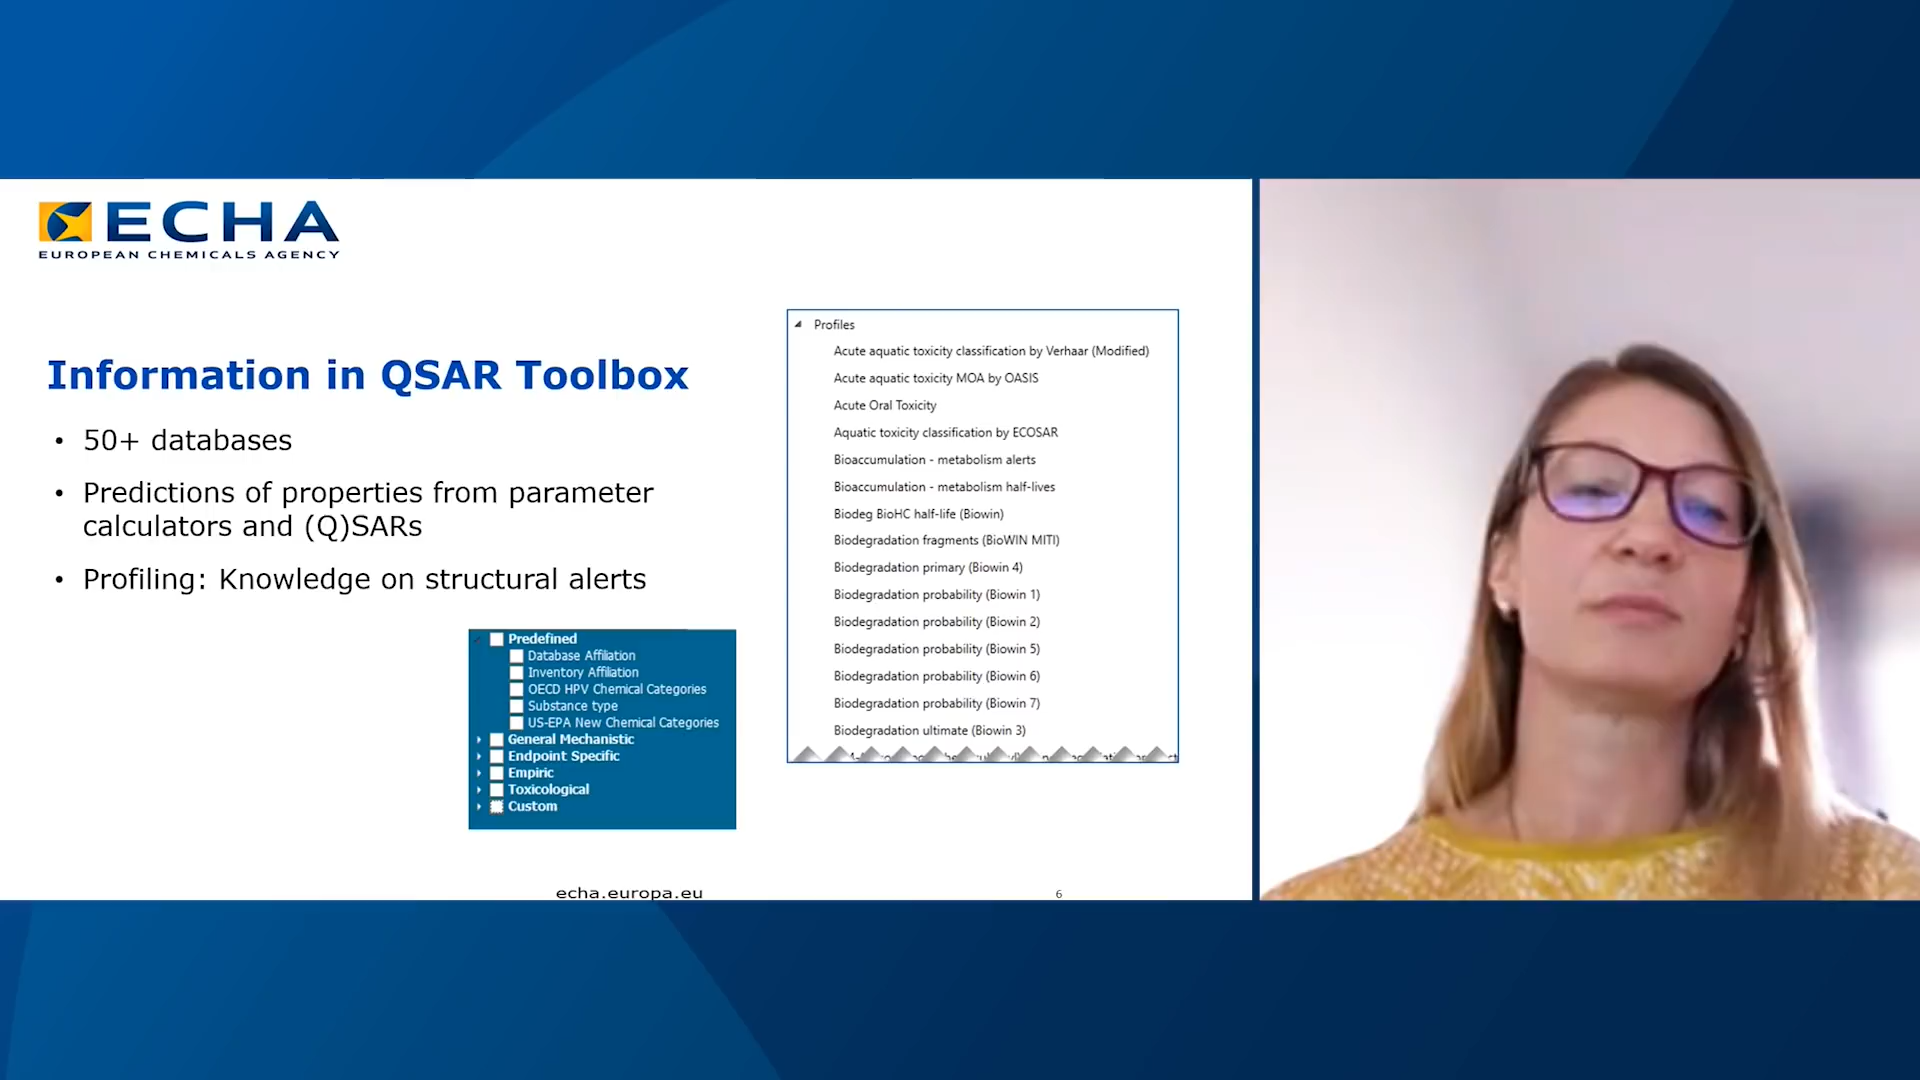 ECHA
EUROPEAN CHEMICALS AGENCY
Information in QSAR Toolbox
• 50+ databases
• Predictions of properties from parameter
calculators and (Q)SARs
• Profiling: Knowledge on structural alerts
Predefined
Database Affiliation
Inventory Affiliation
OECD HPV Chemical Categories
Substance type
US-EPA New Chemical Categories
General Mechanistic
Endpoint Specific
Empiric
Toxicological
Custom
Profiles
Acute aquatic toxicity classification by Verhaar (Modified)
Acute aquatic toxicity MOA by OASIS
Acute Oral Toxicity
Aquatic toxicity classification by ECOSAR
Bioaccumulation - metabolism alerts
Bioaccumulation - metabolism half-lives
Biodeg BioHC half-life (Biowin)
Biodegradation fragments (BioWIN MITI)
Biodegradation primary (Biowin 4)
Biodegradation probability (Biowin 1)
Biodegradation probability (Biowin 2)
Biodegradation probability (Biowin 5)
Biodegradation probability (Biowin 6)
Biodegradation probability (Biowin 7)
Biodegradation ultimate (Biowin 3)
echa.europa.eu
6